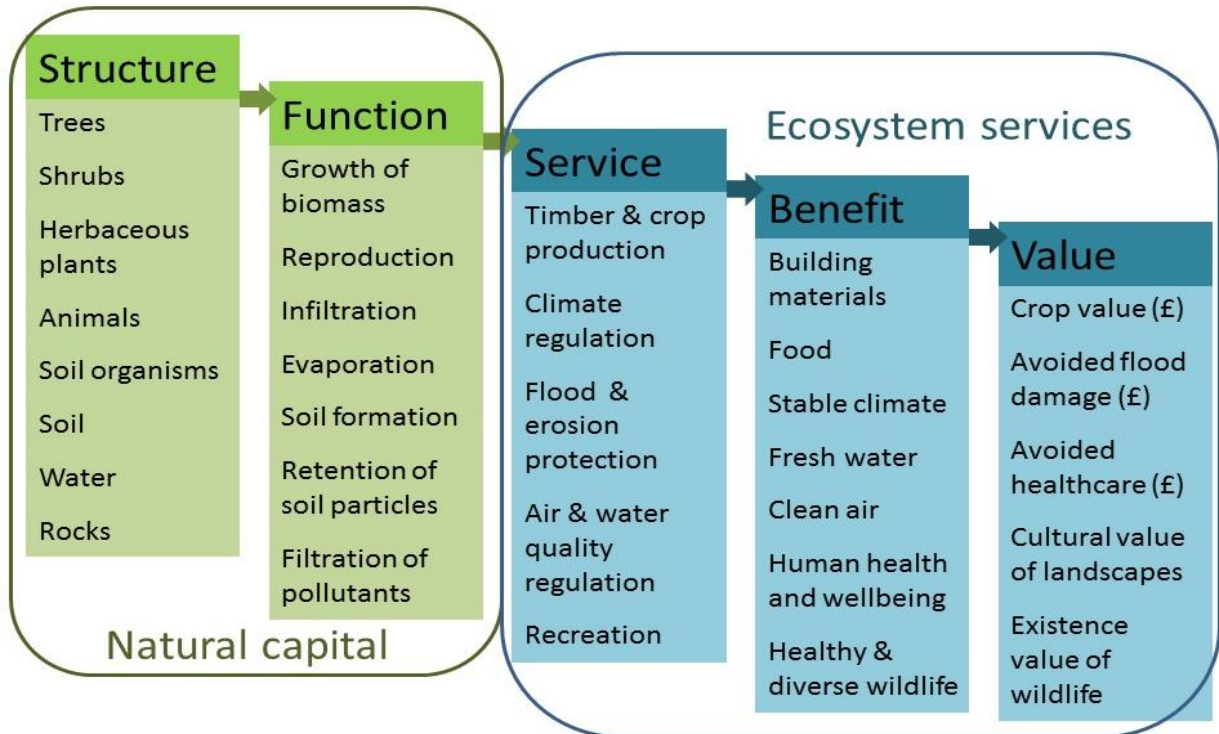 Structure
Trees
Shrubs
Herbaceous
plants
Animals
Soil organisms
Soil
Water
Rocks
Function
Growth of
biomass
Reproduction
Infiltration
Evaporation
Soil formation
Retention of
soil particles
Filtration of
pollutants
Natural capital
Ecosystem services
Service
Timber & crop
production
Climate
regulation
Flood &
erosion
protection
Air & water
quality
regulation
Recreation
Benefit
Building
materials
Food
Stable climate
Fresh water
Clean air
Human health
and wellbeing
Healthy &
diverse wildlife
Value
Crop value (£)
Avoided flood
damage (£)
Avoided
healthcare (£)
Cultural value
of landscapes
Existence
value of
wildlife